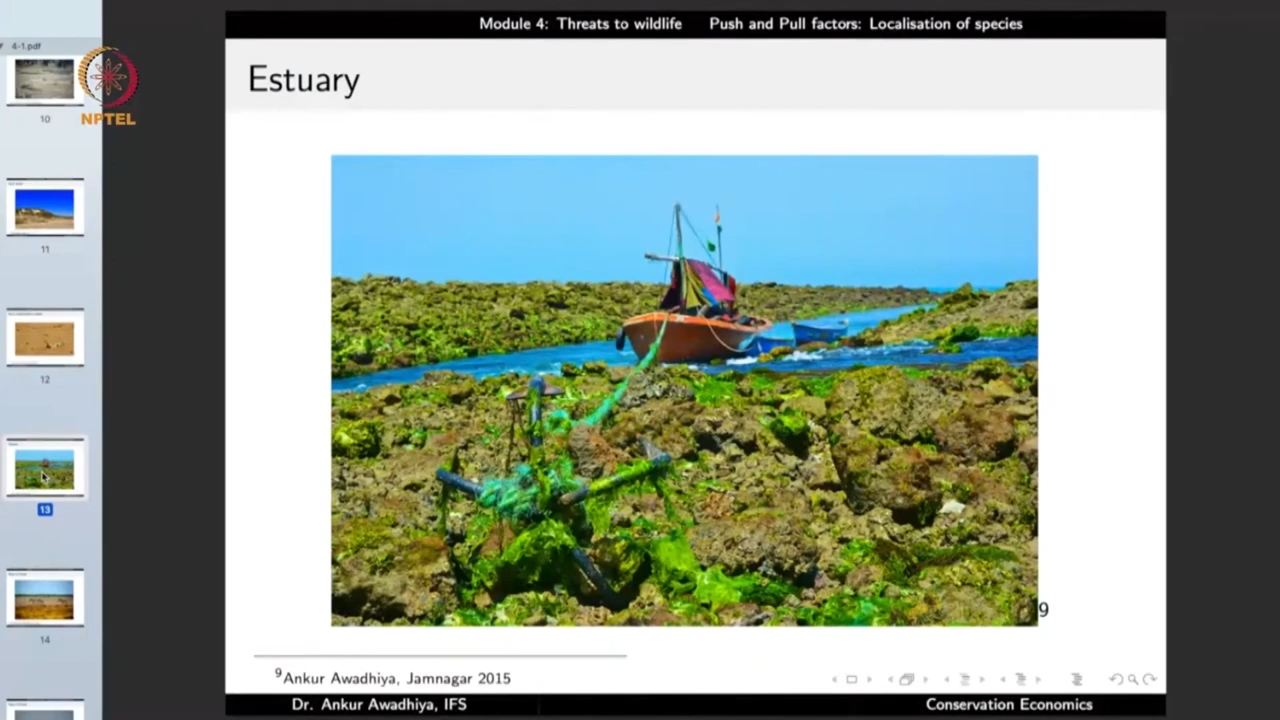 Module 4: Threats to wildlife Push and Pull factors: Localisation of species
4-1.pdf
NPTEL
Estuary
10
11
12
13
14
9
9Ankur Awadhiya, Jamnagar 2015
Dr. Ankur Awadhiya, IFS Conservation Economics